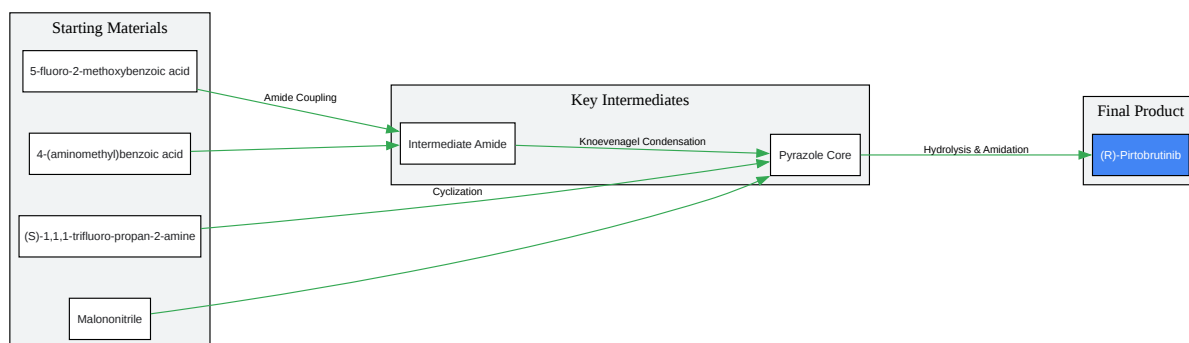 Starting Materials
5-fluoro-2-methoxybenzoic acid
Amide Coupling
4-(aminomethyl)benzoic acid
(S)-1,1,1-trifluoro-propan-2-amine
Malononitrile
Key Intermediates
Intermediate Amide
Knoevenagel Condensation
Pyrazole Core
Cyclization
Hydrolysis & Amidation
Final Product
(R)-Pirtobrutinib